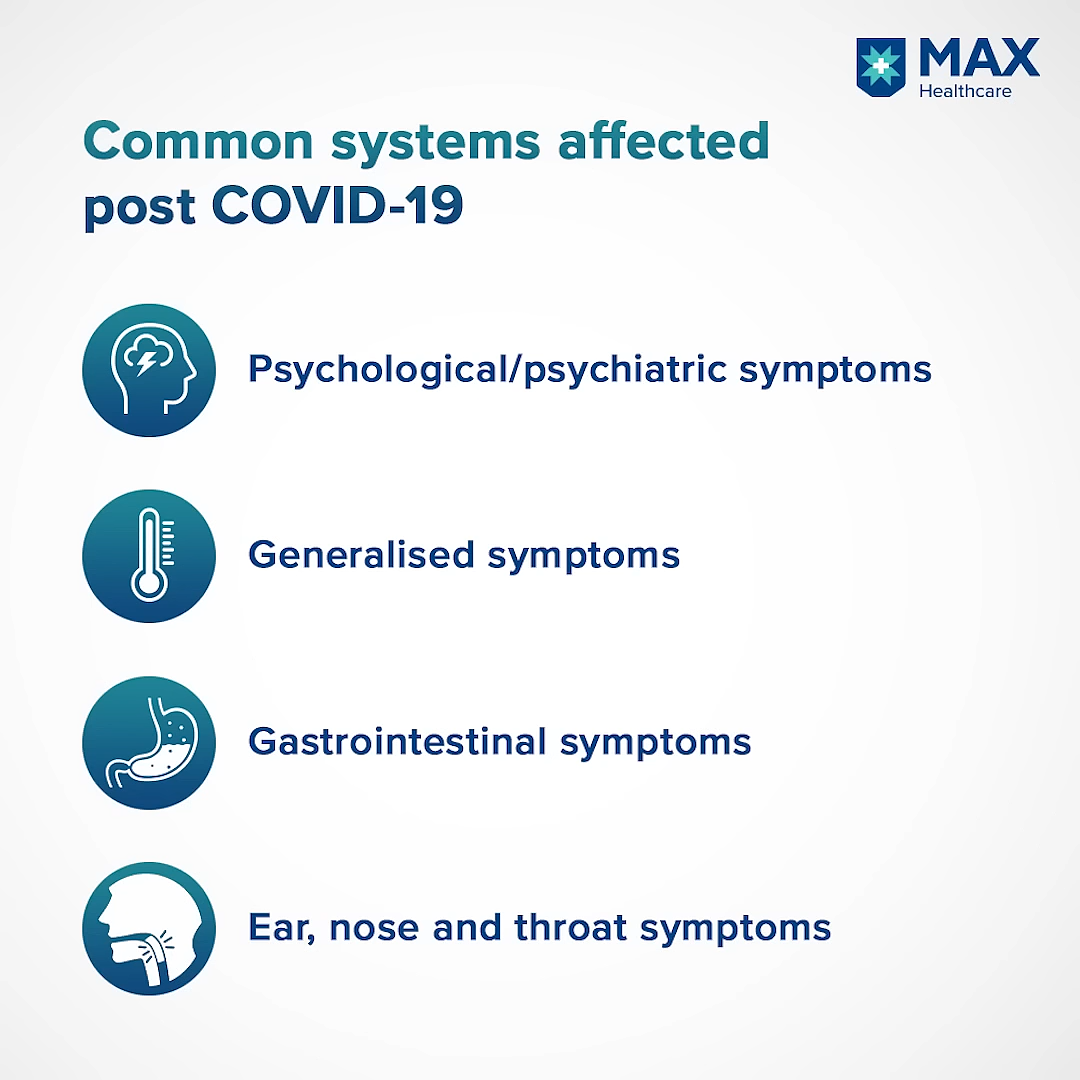 MAX
Healthcare
Common systems affected
post COVID-19
Psychological/psychiatric symptoms
Generalised symptoms
Gastrointestinal symptoms
Ear, nose and throat symptoms